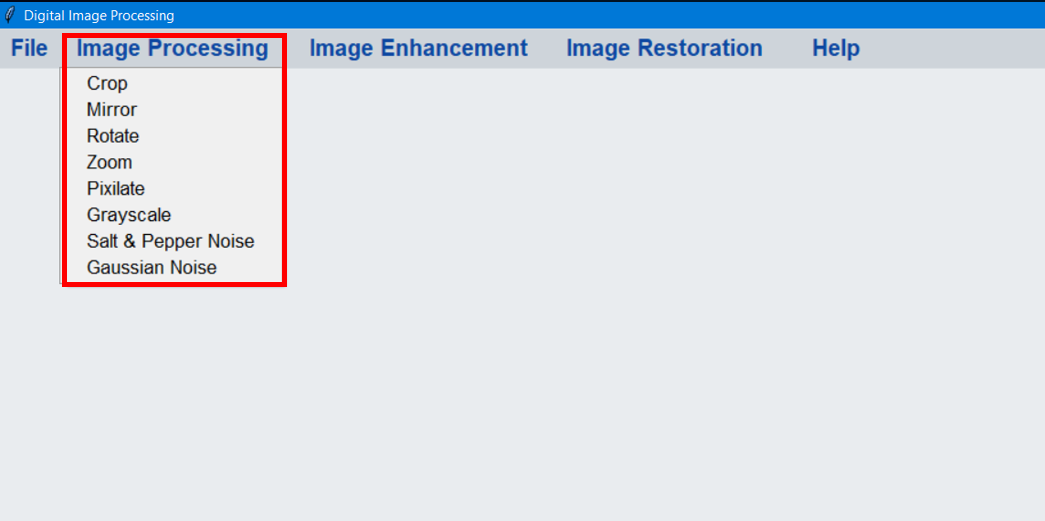 Digital Image Processing
File Image Processing Image Enhancement Image Restoration Help
Crop
Mirror
Rotate
Zoom
Pixilate
Grayscale
Salt & Pepper Noise
Gaussian Noise